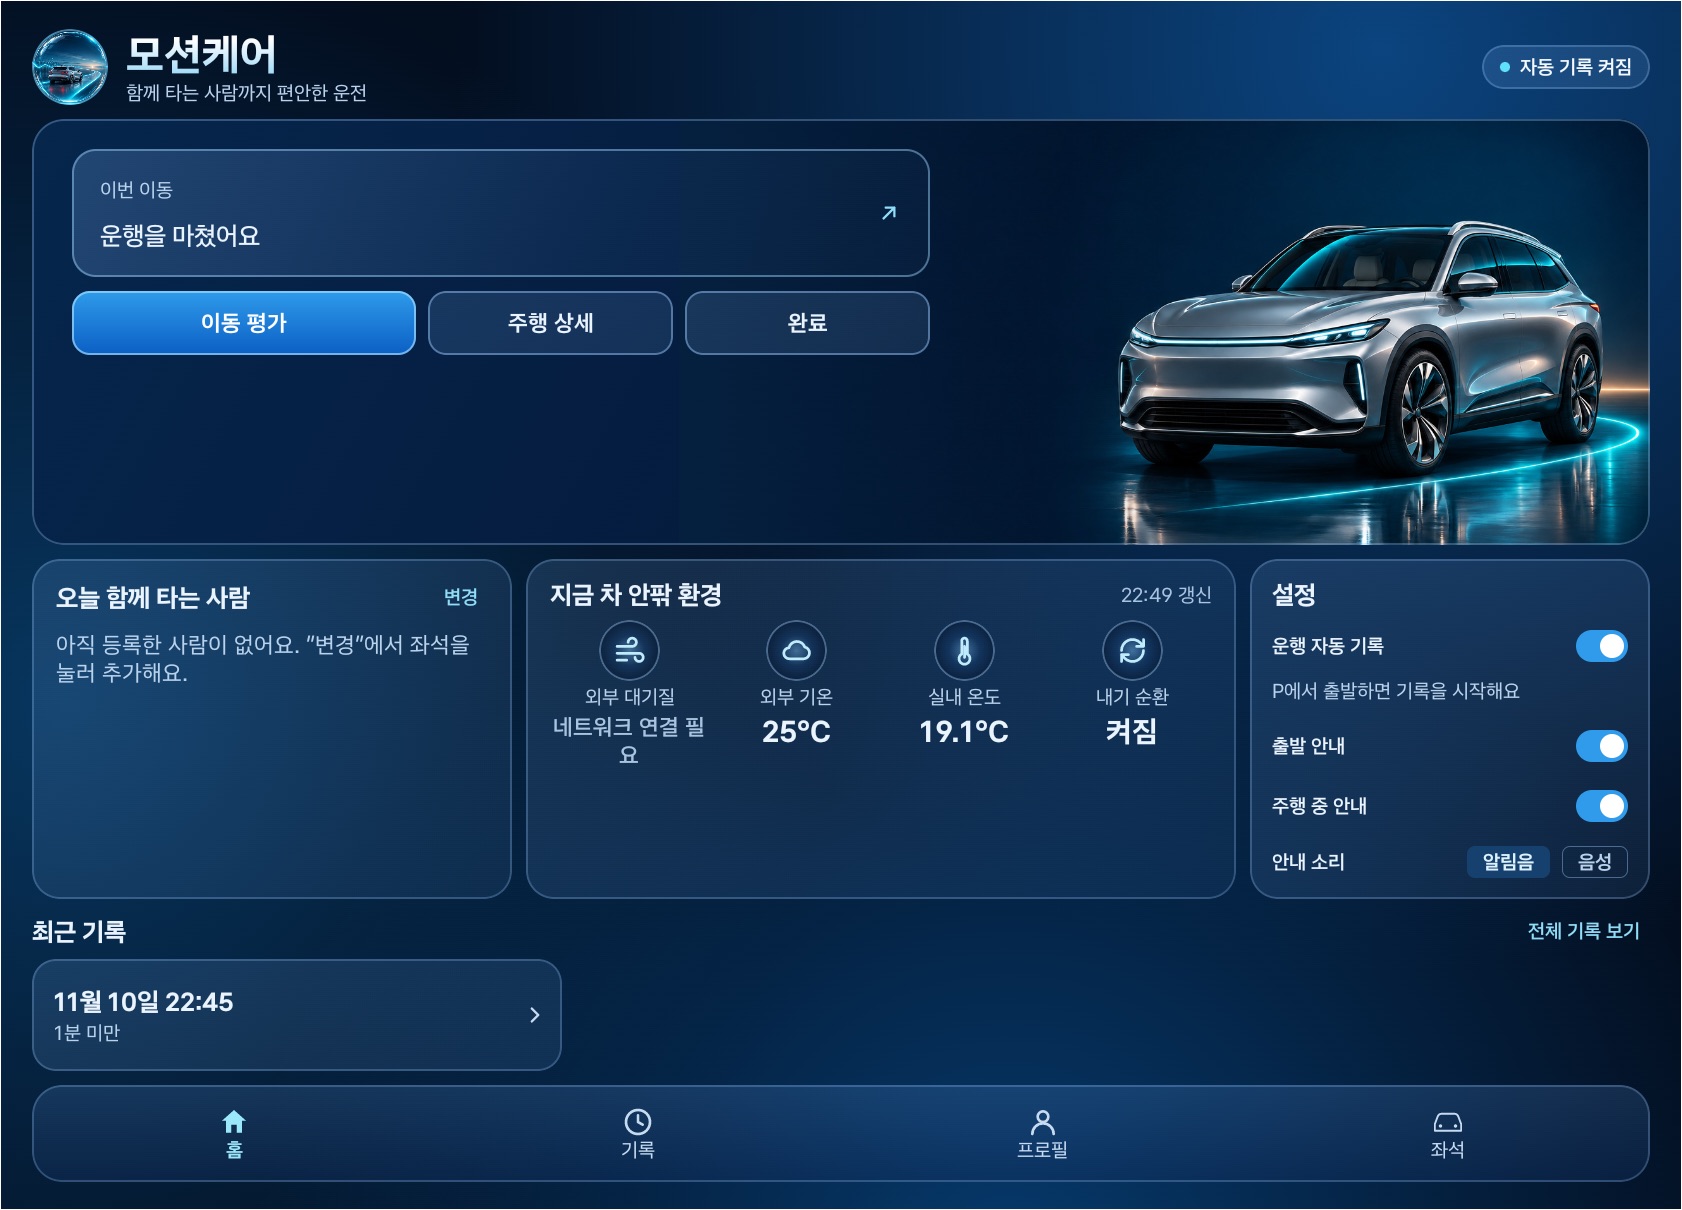 모션케어
함께 타는 사람까지 편안한 운전
자동 기록 켜짐
이번 이동
운행을 마쳤어요
이동 평가
주행 상세
완료
오늘 함께 타는 사람
변경
아직 등록한 사람이 없어요. "변경"에서 좌석을
눌러 추가해요.
지금 차 안팎 환경
22:49 갱신
외부 대기질
네트워크 연결 필
요
외부 기온
25°C
실내 온도
19.1°C
내기 순환
켜짐
설정
운행 자동 기록
P에서 출발하면 기록을 시작해요
출발 안내
주행 중 안내
안내 소리
알림음
음성
최근 기록
전체 기록 보기
11월 10일 22:45
1분 미만
홈
기록
프로필
좌석